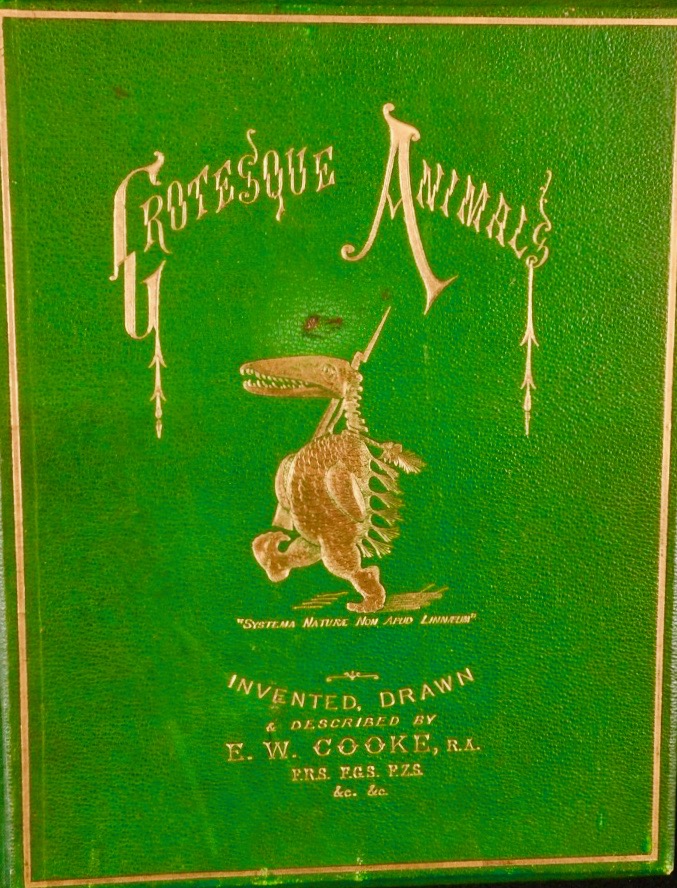 GROTESQUE ANIMALS
"SYSTEMA NATURÆ NON APUD LINNÆUM"
INVENTED, DRAWN
& DESCRIBED BY
E. W. COOKE, R.A.
F.R.S. F.G.S. F.Z.S.
&c. &c.